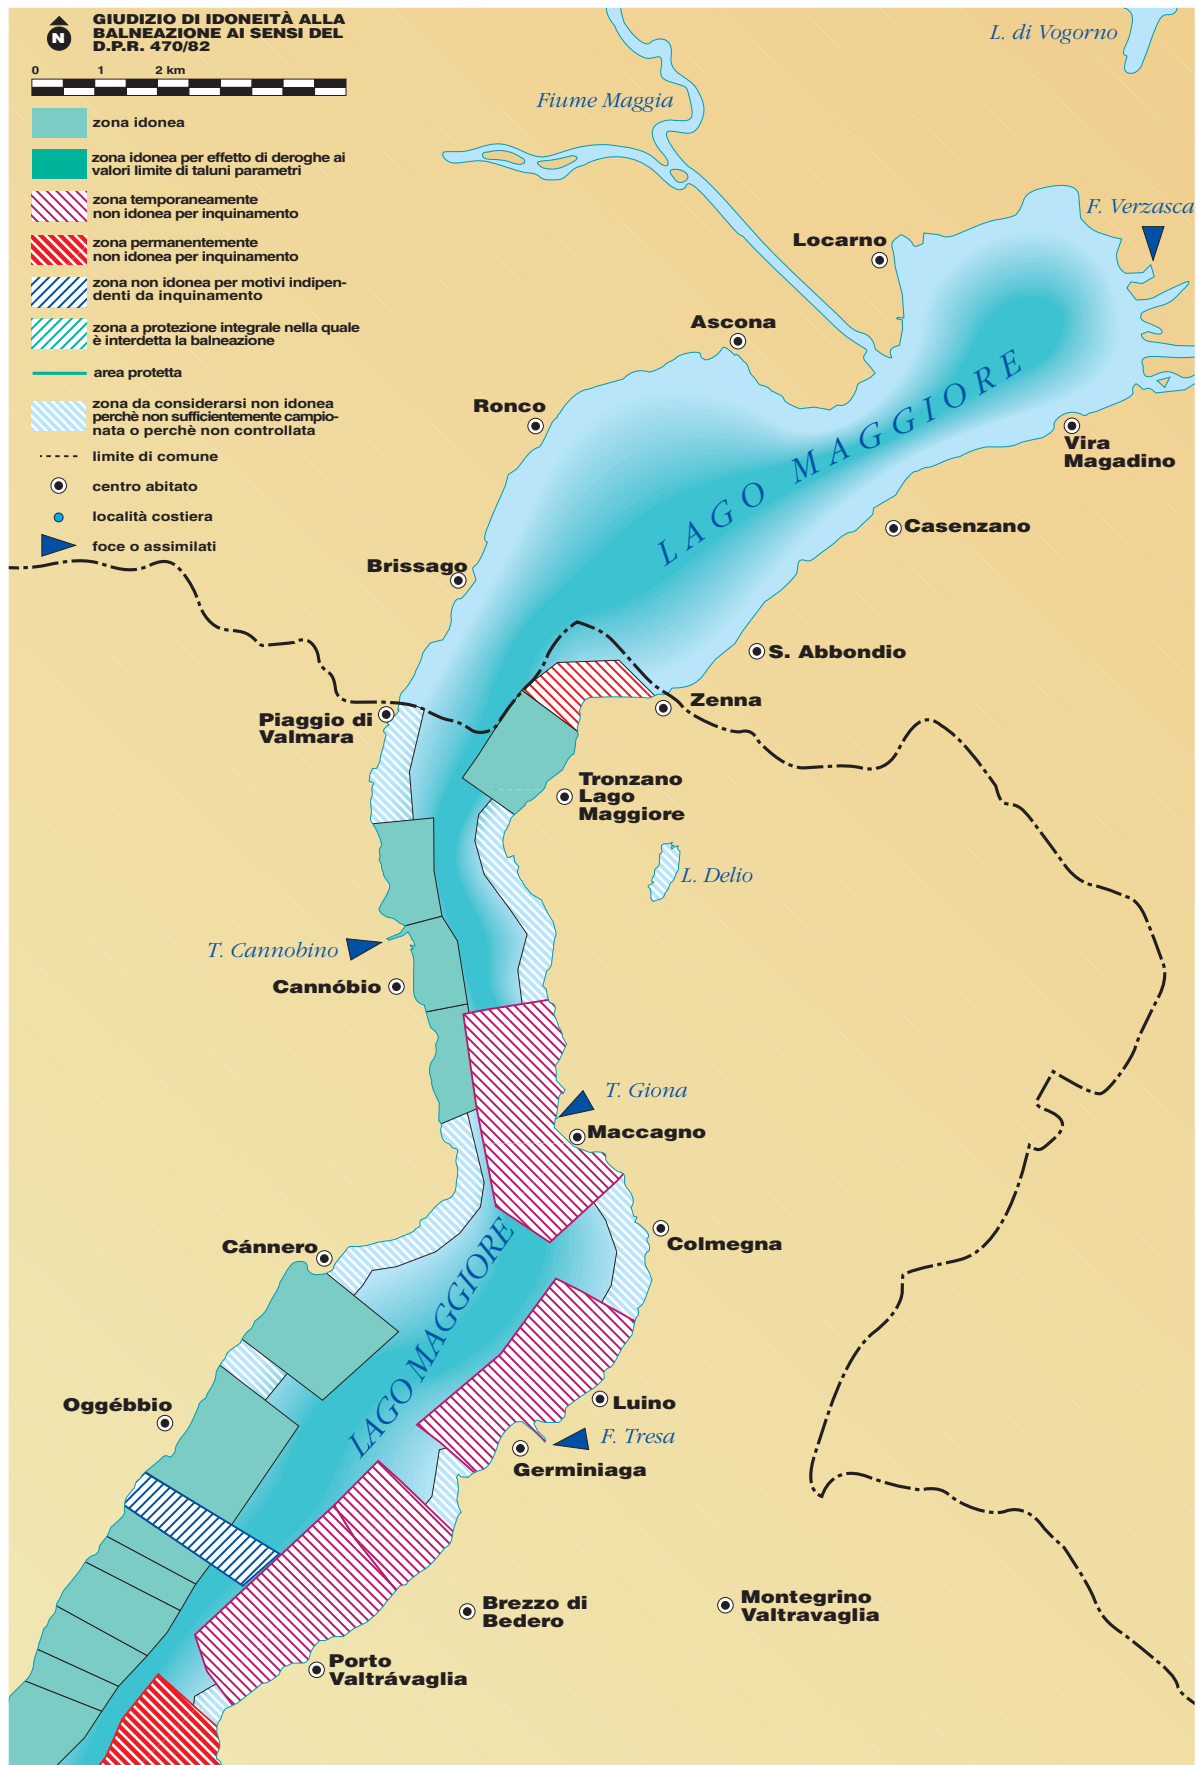 GIUDIZIO DI IDONEITÀ ALLA
BALNEAZIONE AI SENSI DEL
D.P.R. 470/82
N
0 1 2 km
zona idonea
zona idonea per effetto di deroghe ai
valori limite di taluni parametri
zona temporaneamente
non idonea per inquinamento
zona permanentemente
non idonea per inquinamento
zona non idonea per motivi indipen-
denti da inquinamento
zona a protezione integrale nella quale
è interdetta la balneazione
area protetta
zona da considerarsi non idonea
perchè non sufficientemente campio-
nata o perchè non controllata
limite di comune
centro abitato
località costiera
foce o assimilati
L. di Vogorno
Fiume Maggia
F. Verzasca
Locarno
Ascona
Ronco
LAGO MAGGIORE
Vira
Magadino
Casenzano
Brissago
S. Abbondio
Zenna
Piaggio di
Valmara
Tronzano
Lago
Maggiore
L. Delio
T. Cannobino
Cannóbio
T. Giona
Maccagno
Colmegna
Cánnero
LAGO MAGGIORE
Oggébbio
Luino
F. Tresa
Germiniaga
Brezzo di
Bedero
Montegrino
Valtravaglia
Porto
Valtrávaglia